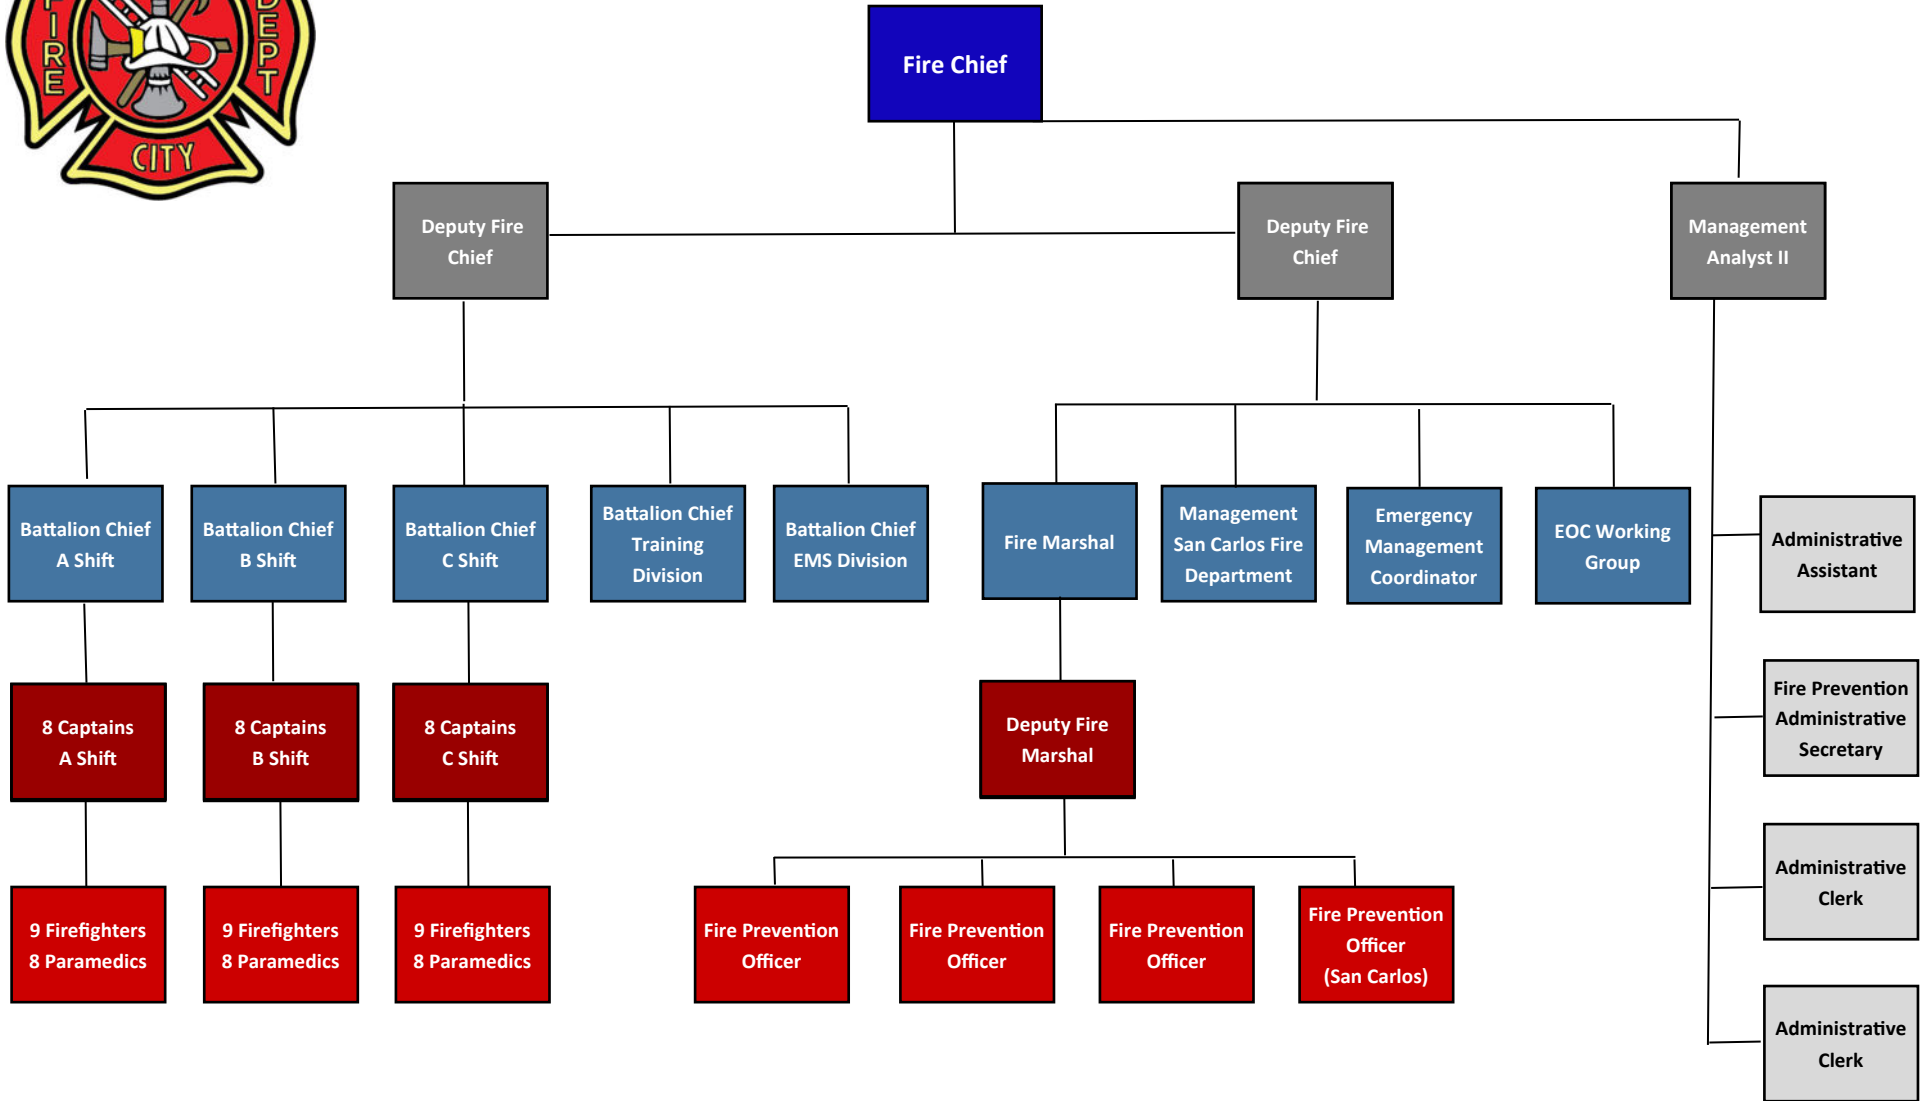 FIRE
DEPT
CITY
Fire Chief
Deputy Fire
Chief
Deputy Fire
Chief
Management
Analyst II
Battalion Chief
A Shift
Battalion Chief
B Shift
Battalion Chief
C Shift
Battalion Chief
Training
Division
Battalion Chief
EMS Division
Fire Marshal
Management
San Carlos Fire
Department
Emergency
Management
Coordinator
EOC Working
Group
Administrative
Assistant
8 Captains
A Shift
8 Captains
B Shift
8 Captains
C Shift
Deputy Fire
Marshal
Fire Prevention
Administrative
Secretary
9 Firefighters
8 Paramedics
9 Firefighters
8 Paramedics
9 Firefighters
8 Paramedics
Fire Prevention
Officer
Fire Prevention
Officer
Fire Prevention
Officer
Fire Prevention
Officer
(San Carlos)
Administrative
Clerk
Administrative
Clerk